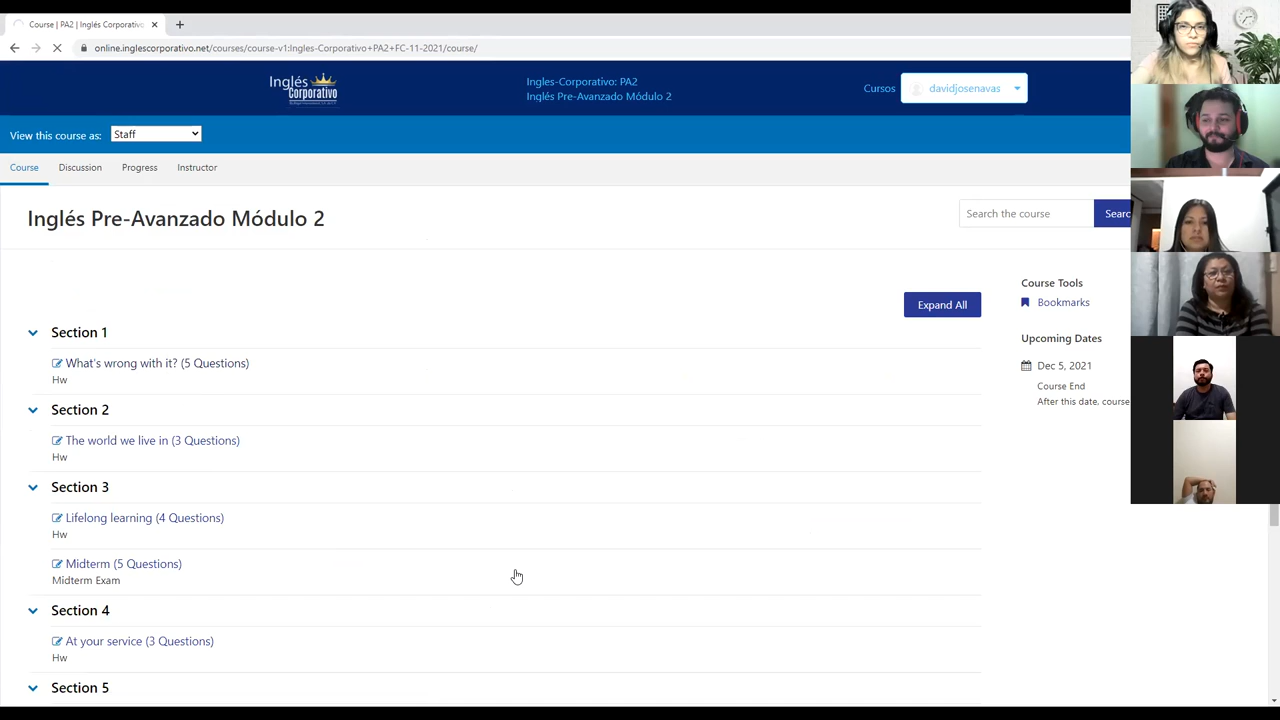 Course | PA2 | Inglés Corporativo
online.inglescorporativo.net/courses/course-v1:Ingles-Corporativo+PA2+FC-11-2021/course/
Inglés
Corporativo
Ingles-Corporativo: PA2
Inglés Pre-Avanzado Módulo 2
Cursos
davidjosenavas
View this course as:
Staff
Course
Discussion
Progress
Instructor
Inglés Pre-Avanzado Módulo 2
Search the course
Searc
Expand All
Course Tools
Bookmarks
Upcoming Dates
Dec 5, 2021
Course End
After this date, course
Section 1
What's wrong with it? (5 Questions)
Hw
Section 2
The world we live in (3 Questions)
Hw
Section 3
Lifelong learning (4 Questions)
Hw
Midterm (5 Questions)
Midterm Exam
Section 4
At your service (3 Questions)
Hw
Section 5